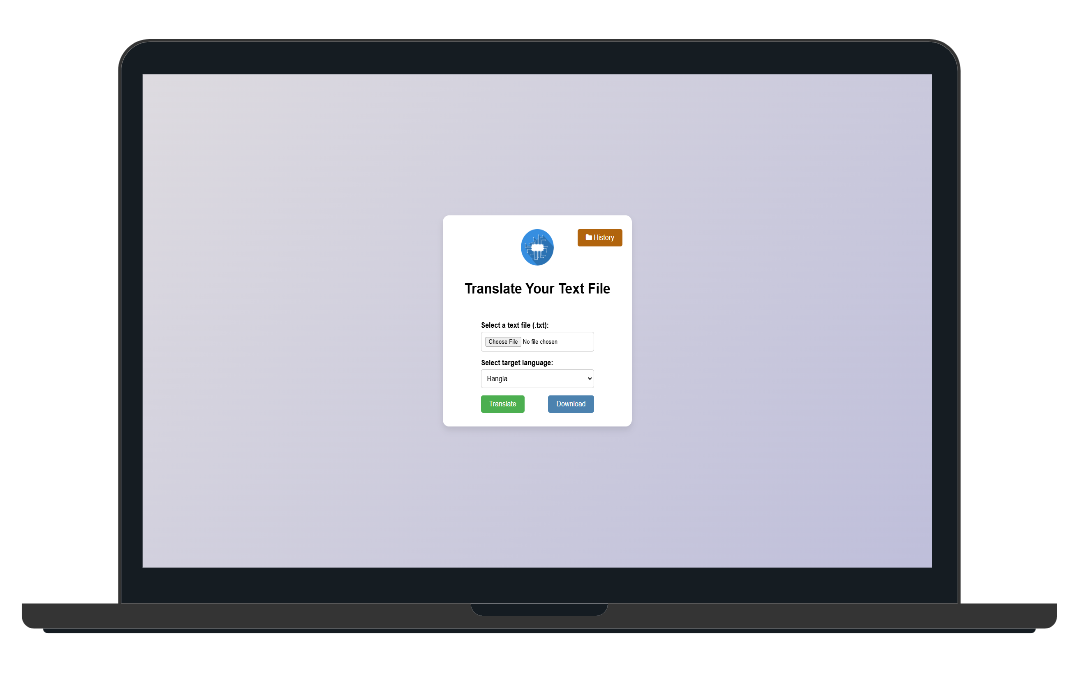 History
Translate Your Text File
Select a text file (.txt):
Choose File No file chosen
Select target language:
Bangla
Translate
Download